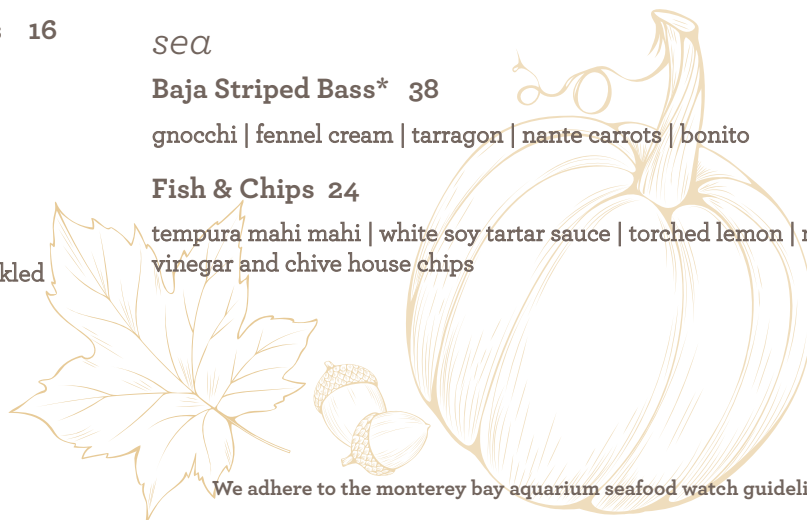 16
sea
Baja Striped Bass* 38
gnocchi | fennel cream | tarragon | nante carrots | bonito
Fish & Chips 24
tempura mahi mahi | white soy tartar sauce | torched lemon |
vinegar and chive house chips
We adhere to the monterey bay aquarium seafood watch